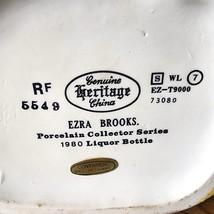 Genuine
Heritage
China
RF
5549
S WL 7
EZ-T9000
73080
EZRA BROOKS.
Porcelain Collector Series
1980 Liquor Bottle